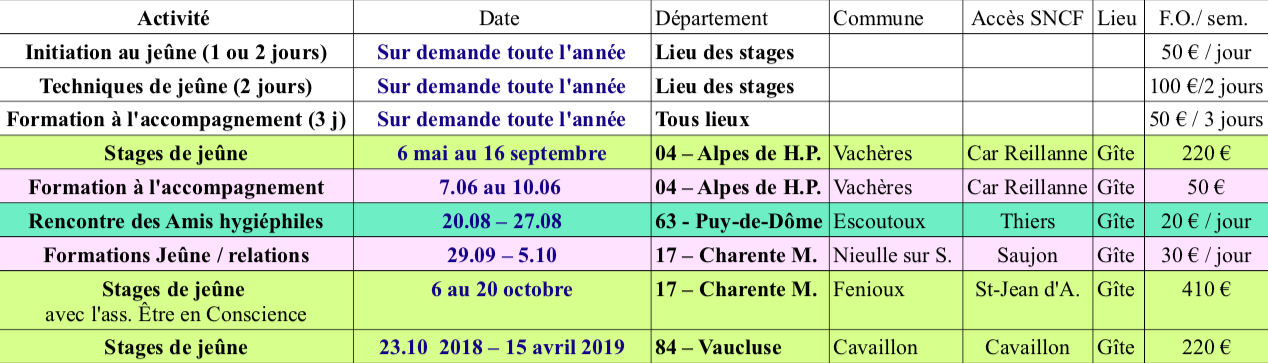 Activité Date Département Commune Accès SNCF Lieu F.O./ sem.
Initiation au jeûne (1 ou 2 jours) Sur demande toute l'année Lieu des stages 50 € / jour
Techniques de jeûne (2 jours) Sur demande toute l'année Lieu des stages 100 €/2 jours
Formation à l'accompagnement (3 j) Sur demande toute l'année Tous lieux 50 € / 3 jours
Stages de jeûne 6 mai au 16 septembre 04 – Alpes de H.P. Vachères Car Reillanne Gîte 220 €
Formation à l'accompagnement 7.06 au 10.06 04 – Alpes de H.P. Vachères Car Reillanne Gîte 50 €
Rencontre des Amis hygiéphiles 20.08 – 27.08 63 - Puy-de-Dôme Escoutoux Thiers Gîte 20 € / jour
Formations Jeûne / relations 29.09 – 5.10 17 – Charente M. Nieulle sur S. Saujon Gîte 30 € / jour
Stages de jeûne 6 au 20 octobre 17 – Charente M. Fenioux St-Jean d'A. Gîte 410 €
avec l'ass. Être en Conscience
Stages de jeûne 23.10 2018 – 15 avril 2019 84 – Vaucluse Cavaillon Cavaillon Gîte 220 €